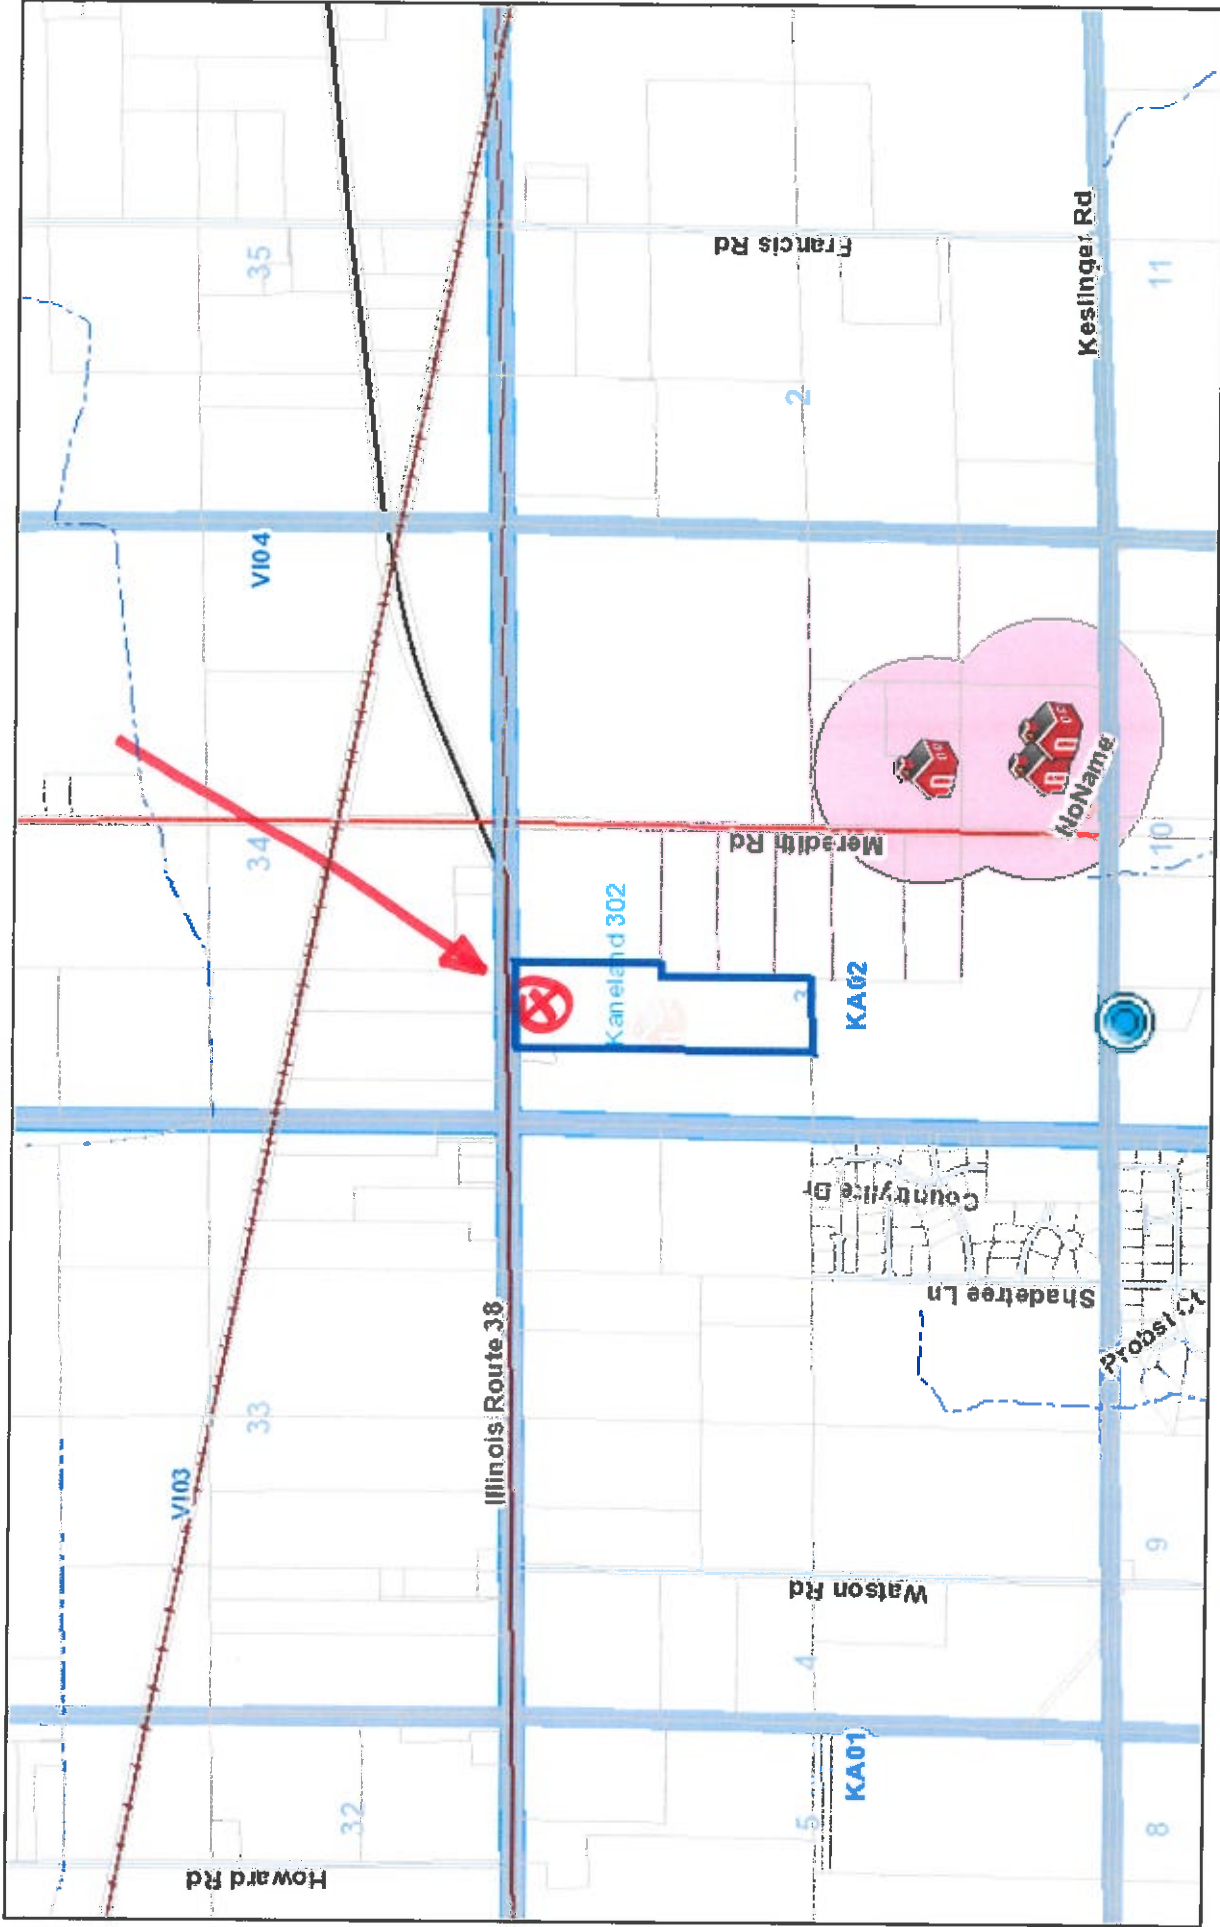 35
VI04
34
VI03
33
32
Howard Rd
Illinois Route 38
Francis Rd
2
Meredith Rd
Kaneland 302
3
KA02
Countrylife Dr
Shadetree Ln
Watson Rd
4
KA01
5
Keslinger Rd
11
NoName
10
Probst Ct
9
8